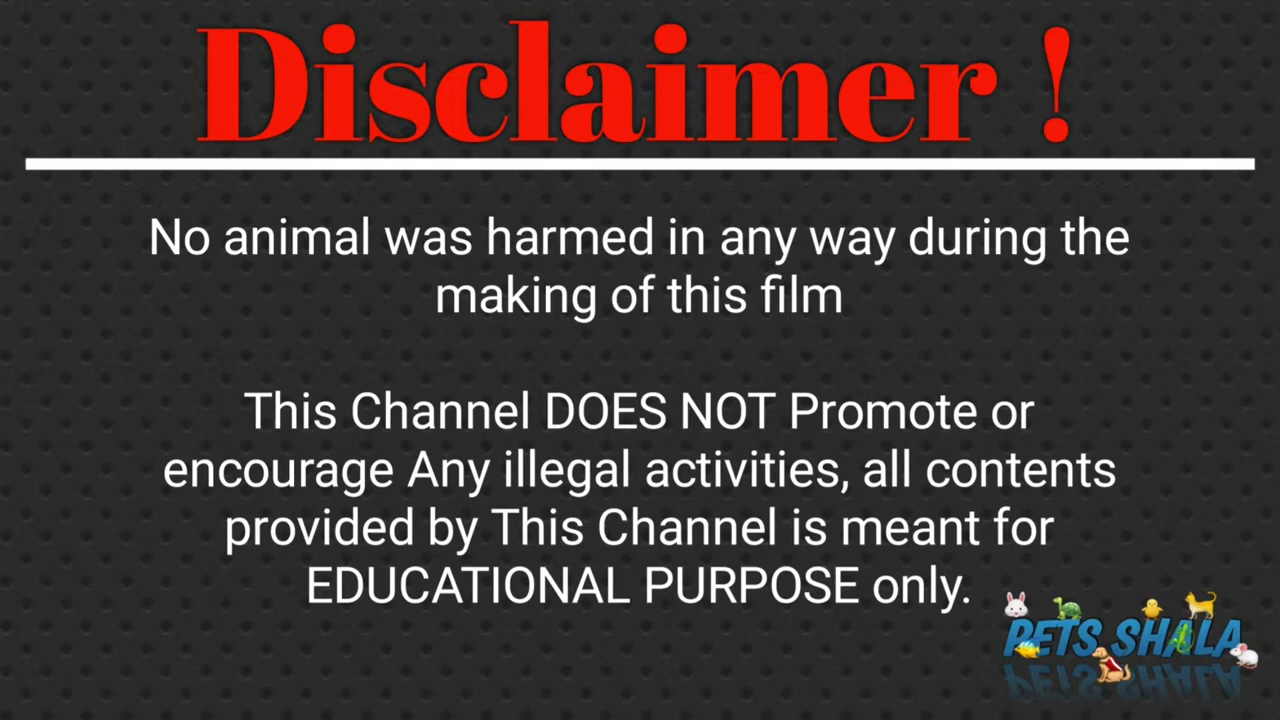 Disclaimer !
No animal was harmed in any way during the
making of this film
This Channel DOES NOT Promote or
encourage Any illegal activities, all contents
provided by This Channel is meant for
EDUCATIONAL PURPOSE only.
PETS SHALA